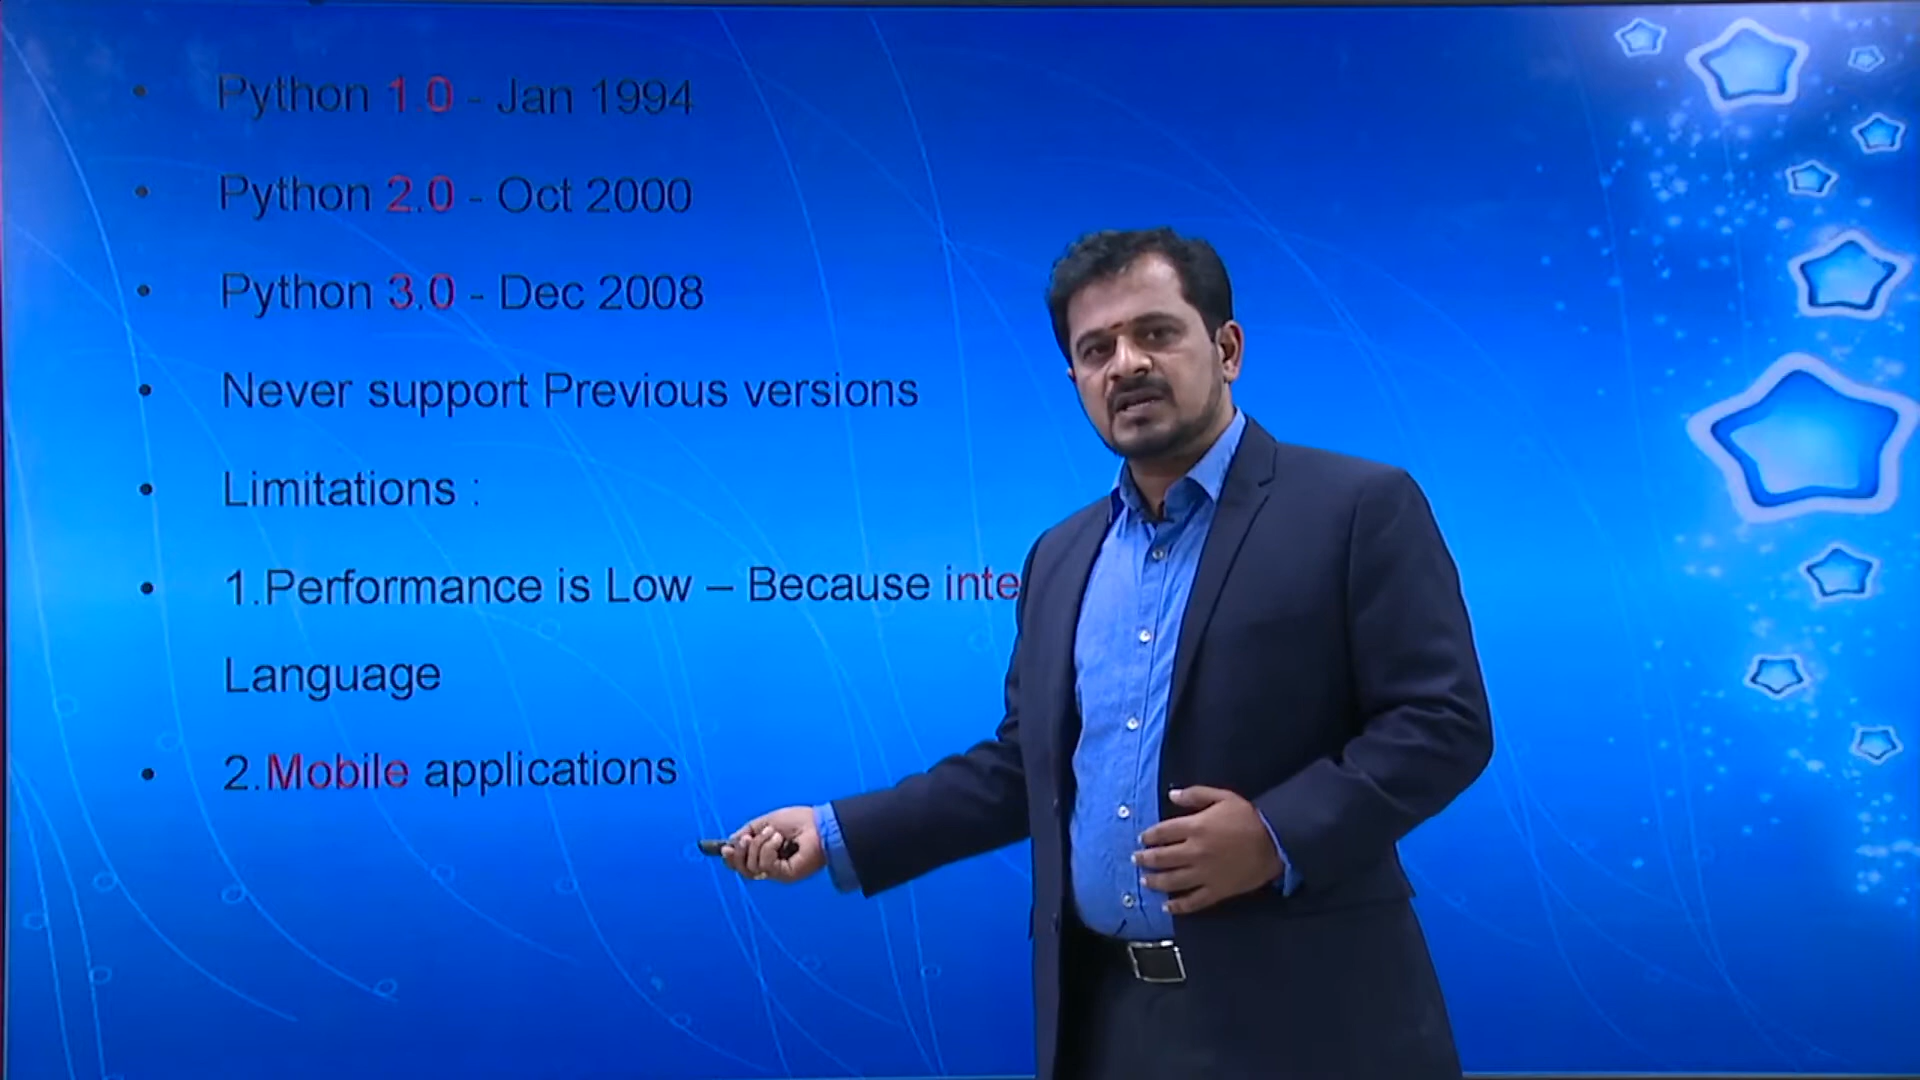 Python 1.0 - Jan 1994
Python 2.0 - Oct 2000
Python 3.0 - Dec 2008
Never support Previous versions
Limitations :
1.Performance is Low – Because
Language
2.Mobile applications